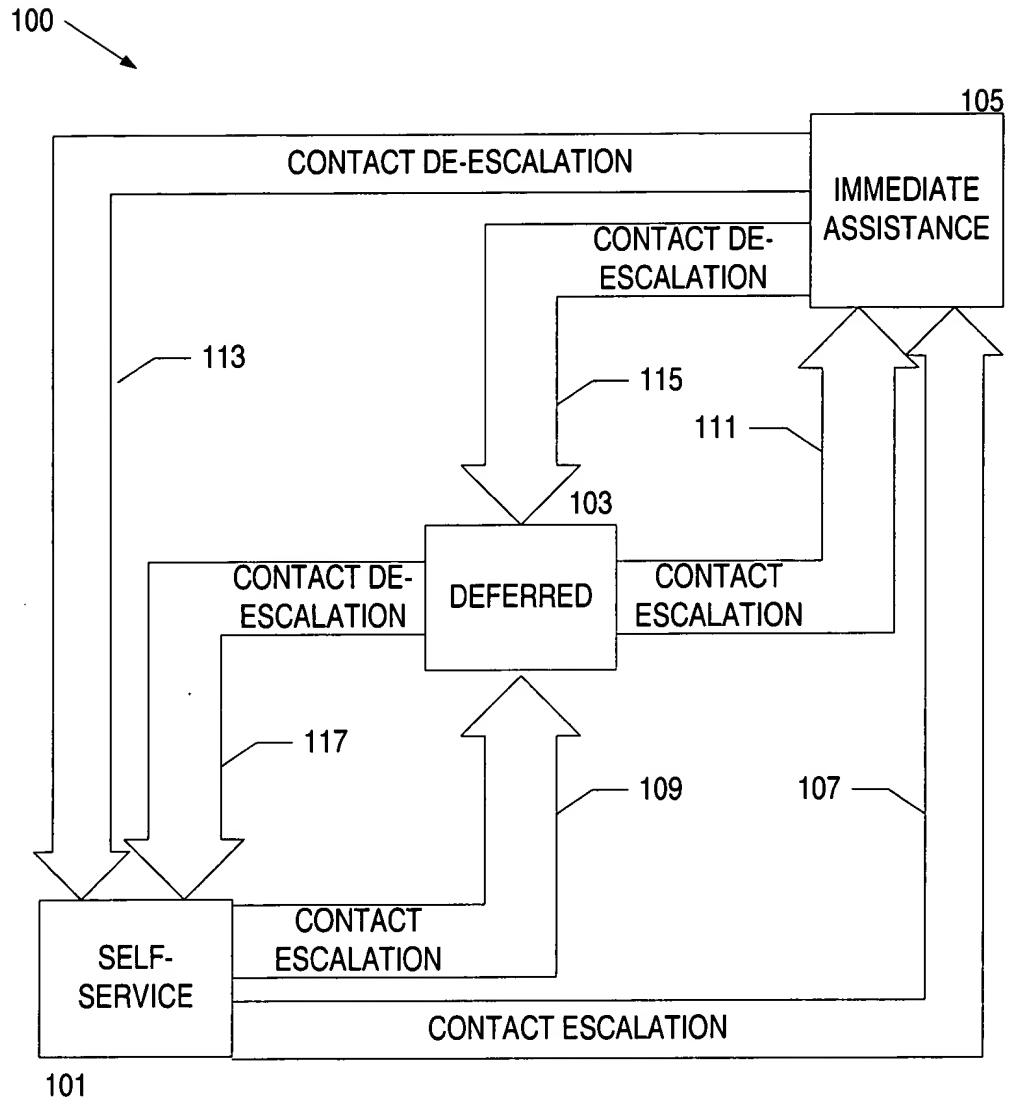 100
105
CONTACT DE-ESCALATION
IMMEDIATE
ASSISTANCE
CONTACT DE-
ESCALATION
113
115
111
103
CONTACT DE-
ESCALATION
DEFERRED
CONTACT
ESCALATION
117
109
107
CONTACT
ESCALATION
SELF-
SERVICE
CONTACT ESCALATION
101